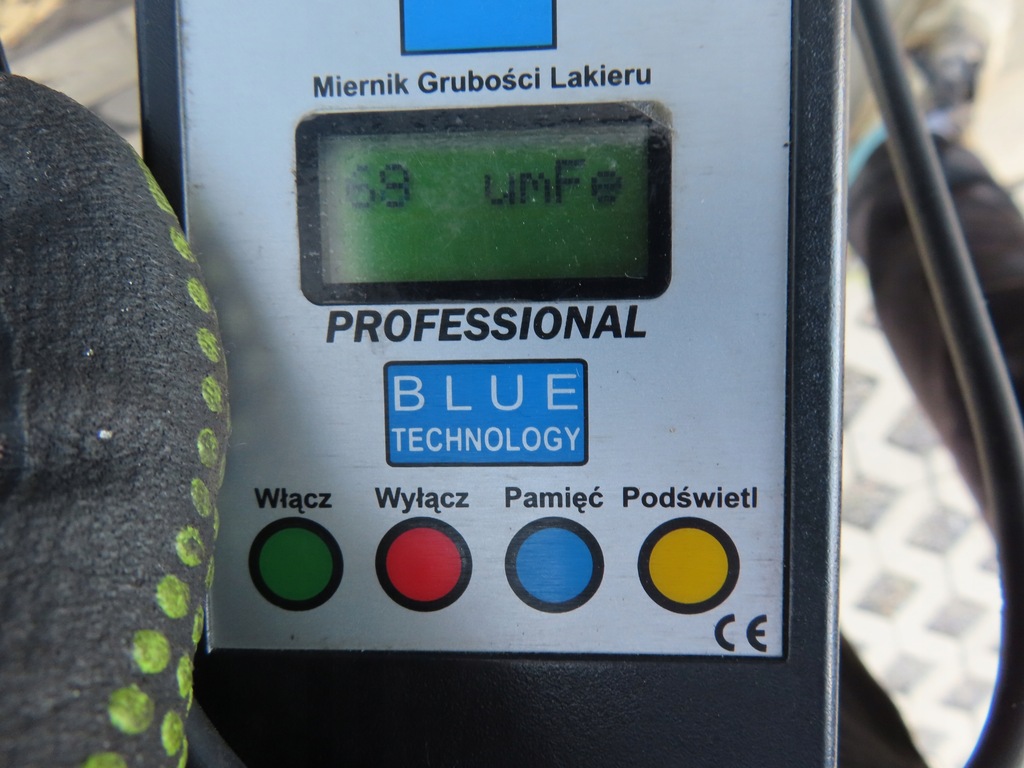 Miernik Grubości Lakieru
69 umFe
PROFESSIONAL
BLUE
TECHNOLOGY
Włącz Wyłącz Pamięć Podświetl
CE